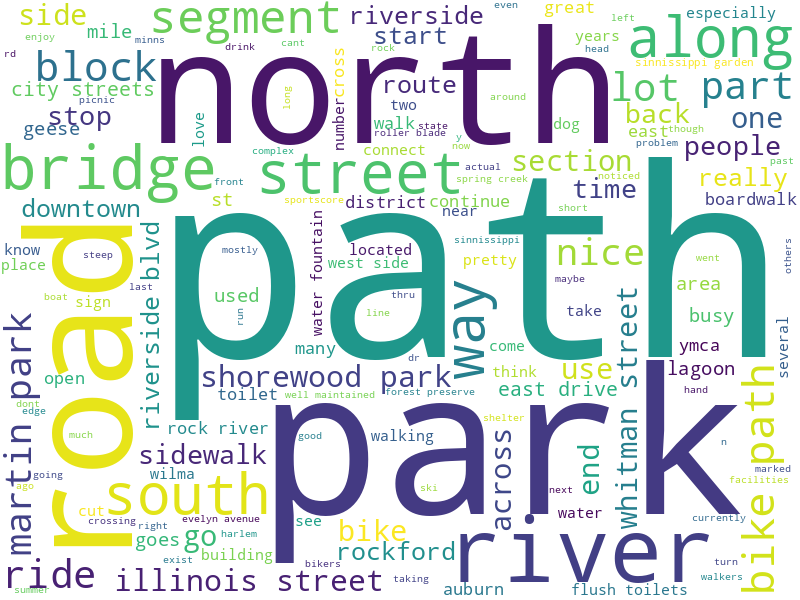 side
segment
riverside
great
especially
mile
minns
enjoy
drink
cant
even
rock
years
left
head
sinnissippi garden
along
rd
north
start
block
city streets
stop
geese
love
number
cross
route
two
walk
state
roller blade
long
around
dog
y
now
lot
part
back
east
though
one
people
problem
past
bridge
street
complex
connect
actual
section
spring creek
time
noticed
really
boardwalk
downtown
front
st
sportscore
district
continue
near
short
know
place
steep
road
riverside blvd
mostly
located
water fountain
west side
sinnissippi
pretty
nice
went
area
others
path
boat
sign
last
used
run
thru
line
way
maybe
take
whitman street
busy
several
martin park
open
many
dr
come
ymca
shorewood park
think
use
lagoon
bike path
dont
edge
toilet
well maintained
forest preserve
east drive
hand
much
rock river
good
walking
shelter
park
n
sidewalk
wilma
across
end
marked
facilities
going
ago
south
cut
ski
next
water
currently
crossing
right
evelyn avenue
see
bike
goes
go
harlem
building
rockford
river
turn
walkers
exist
bikers
ride
summer
illinois street
taking
auburn
flush toilets